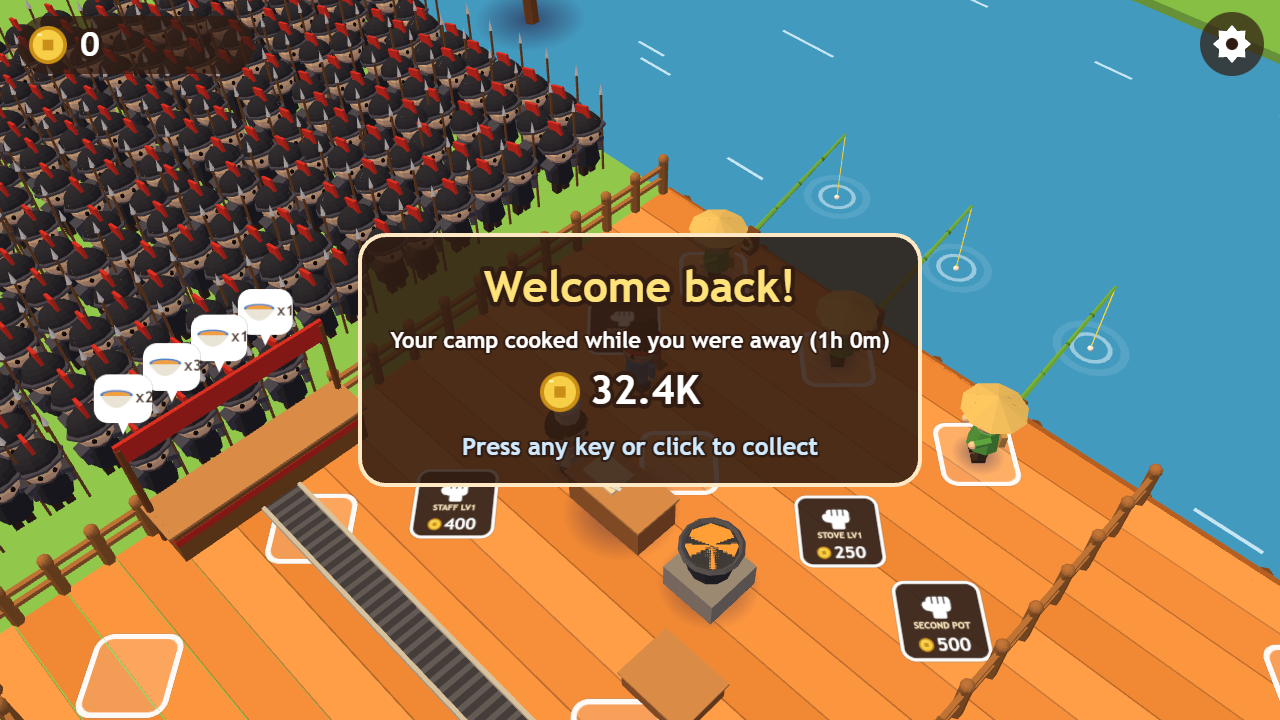 0
x1
x1
x3
x2
Welcome back!
Your camp cooked while you were away (1h 0m)
32.4K
Press any key or click to collect
STAFF LV1
400
STOVE LV1
250
SECOND POT
500